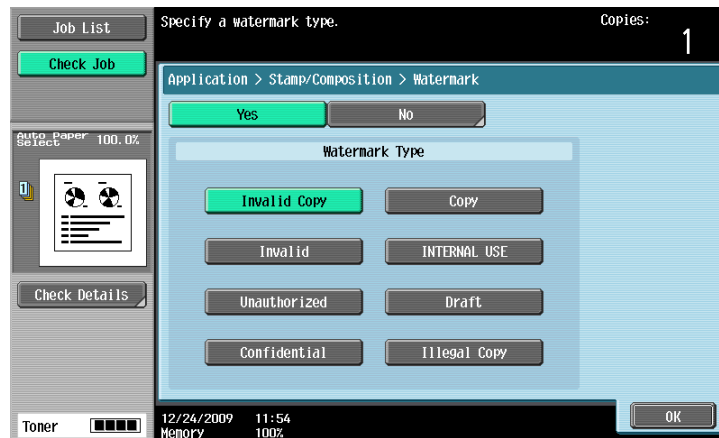 Job List
Specify a watermark type.
Copies:
1
Check Job
Application > Stamp/Composition > Watermark
Yes
No
Auto Paper
Select
100.0%
Watermark Type
Invalid Copy
Copy
Invalid
INTERNAL USE
Check Details
Unauthorized
Draft
Confidential
Illegal Copy
Toner
12/24/2009 11:54
Memory 100%
OK